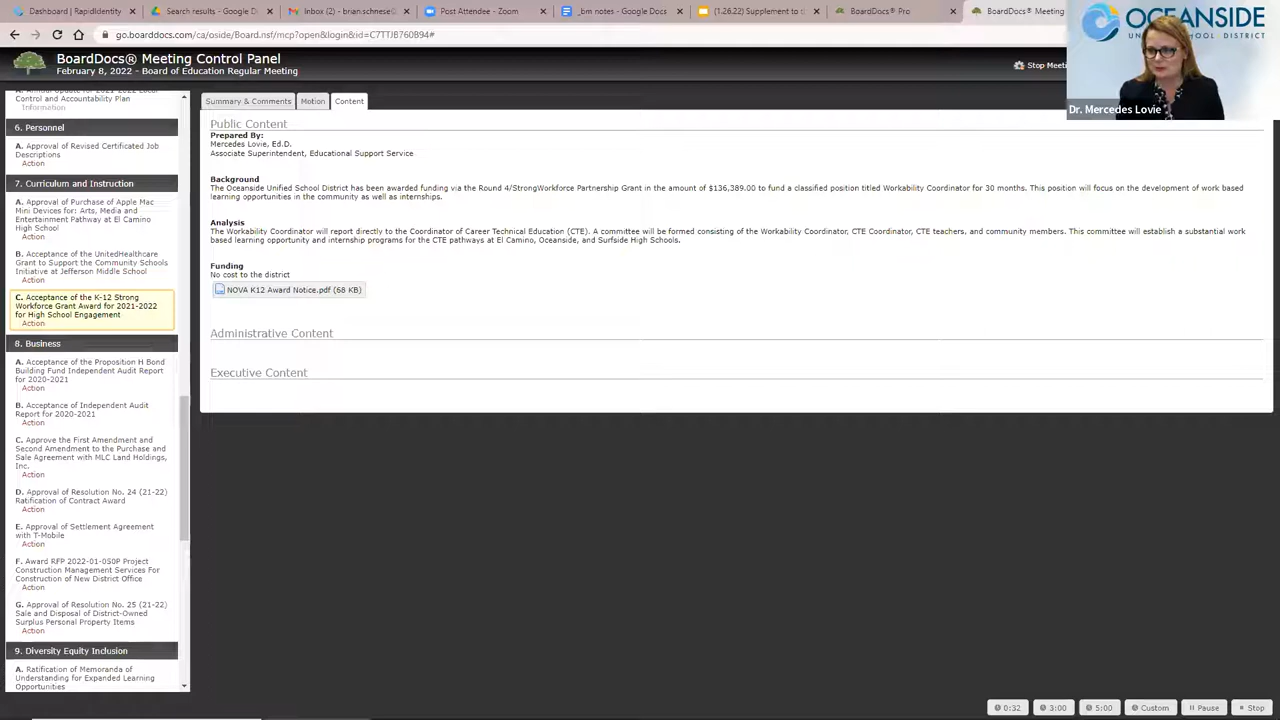 Dashboard | RapidIdentity
Search results - Google Drive
Inbox (2) - brian.schnese@
Post Attendee - Zoom
_bm notes - Google Docs
(1.26.22) Supplement to t
BoardDocs® Pro
BoardDocs® Meeting
go.boarddocs.com/ca/oside/Board.nsf/mcp?open&login&id=C7TTJB760B94#
OCEANSIDE
UNIFIED SCHOOL DISTRICT
BoardDocs® Meeting Control Panel
February 8, 2022 - Board of Education Regular Meeting
Stop Meeti
Dr. Mercedes Lovie
A. Annual Update for 2021-2022 Local
Control and Accountability Plan
Information
6. Personnel
A. Approval of Revised Certificated Job
Descriptions
Action
7. Curriculum and Instruction
A. Approval of Purchase of Apple Mac
Mini Devices for: Arts, Media and
Entertainment Pathway at El Camino
High School
Action
B. Acceptance of the UnitedHealthcare
Grant to Support the Community Schools
Initiative at Jefferson Middle School
Action
C. Acceptance of the K-12 Strong
Workforce Grant Award for 2021-2022
for High School Engagement
Action
8. Business
A. Acceptance of the Proposition H Bond
Building Fund Independent Audit Report
for 2020-2021
Action
B. Acceptance of Independent Audit
Report for 2020-2021
Action
C. Approve the First Amendment and
Second Amendment to the Purchase and
Sale Agreement with MLC Land Holdings,
Inc.
Action
D. Approval of Resolution No. 24 (21-22)
Ratification of Contract Award
Action
E. Approval of Settlement Agreement
with T-Mobile
Action
F. Award RFP 2022-01-0S0P Project
Construction Management Services For
Construction of New District Office
Action
G. Approval of Resolution No. 25 (21-22)
Sale and Disposal of District-Owned
Surplus Personal Property Items
Action
9. Diversity Equity Inclusion
A. Ratification of Memoranda of
Understanding for Expanded Learning
Opportunities
Summary & Comments
Motion
Content
Public Content
Prepared By:
Mercedes Lovie, Ed.D.
Associate Superintendent, Educational Support Service
Background
The Oceanside Unified School District has been awarded funding via the Round 4/StrongWorkforce Partnership Grant in the amount of $136,389.00 to fund a classified position titled Workability Coordinator for 30 months. This position will focus on the development of work based
learning opportunities in the community as well as internships.
Analysis
The Workability Coordinator will report directly to the Coordinator of Career Technical Education (CTE). A committee will be formed consisting of the Workability Coordinator, CTE Coordinator, CTE teachers, and community members. This committee will establish a substantial work
based learning opportunity and internship programs for the CTE pathways at El Camino, Oceanside, and Surfside High Schools.
Funding
No cost to the district
NOVA K12 Award Notice.pdf (68 KB)
Administrative Content
Executive Content
0:32
3:00
5:00
Custom
Pause
Stop